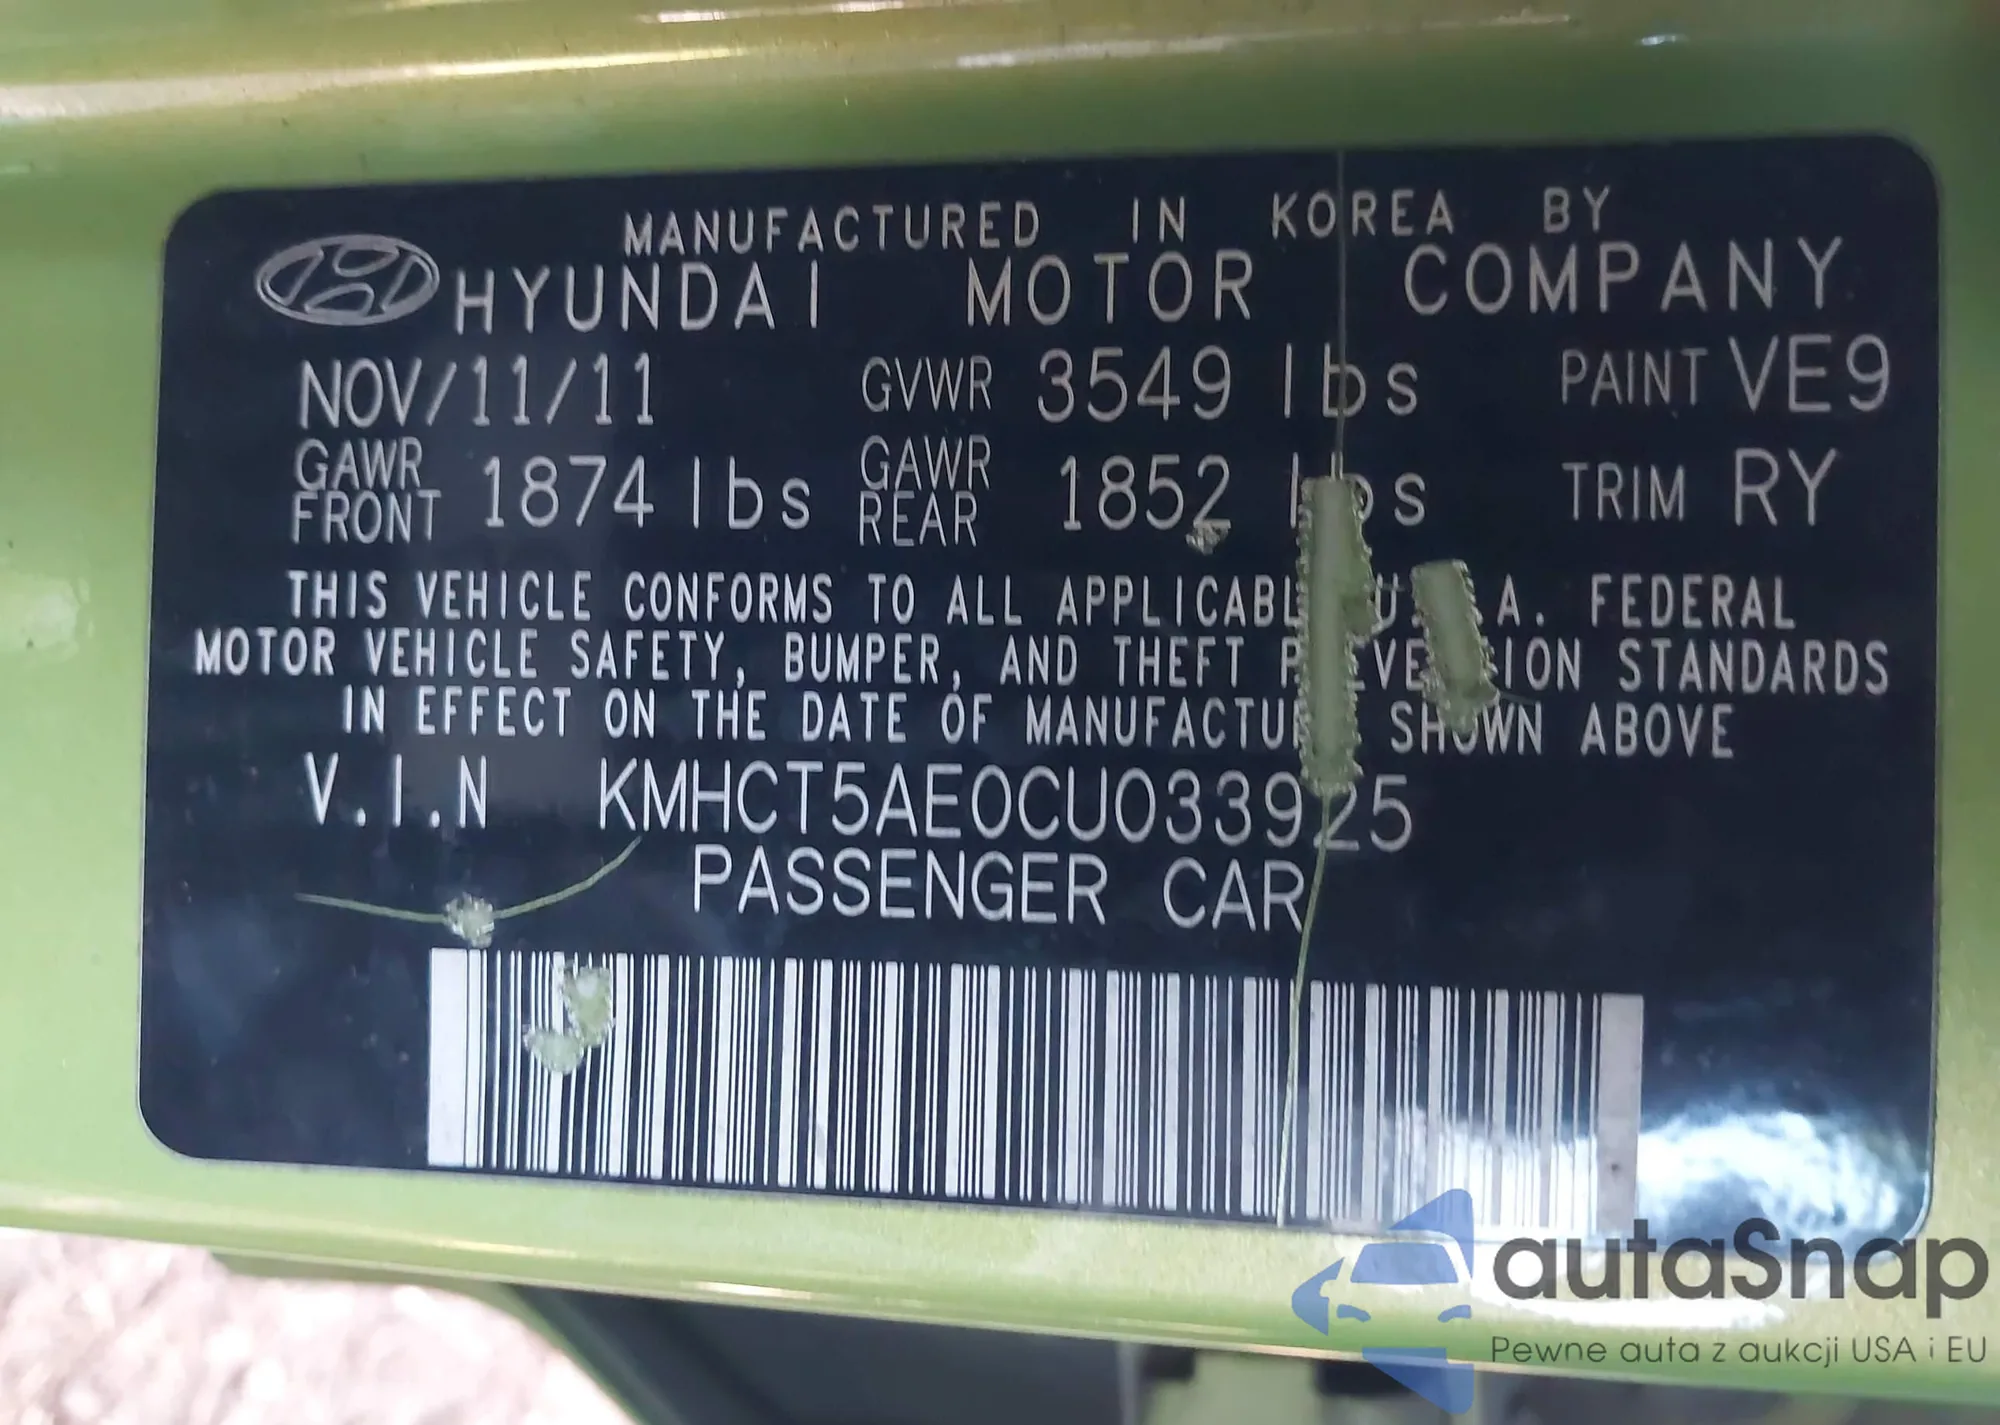 MANUFACTURED IN KOREA BY
HYUNDAI MOTOR COMPANY
NOV/11/11 GVWR 3549 lbs PAINT VE9
GAWR FRONT 1874 lbs GAWR REAR 1852 lbs TRIM RY
THIS VEHICLE CONFORMS TO ALL APPLICABLE U.S.A. FEDERAL
MOTOR VEHICLE SAFETY, BUMPER, AND THEFT PREVENTION STANDARDS
IN EFFECT ON THE DATE OF MANUFACTURE SHOWN ABOVE
V.I.N KMHCT5AE0CU033925
PASSENGER CAR
autaSnap
Pewne auta z aukcji USA i EU